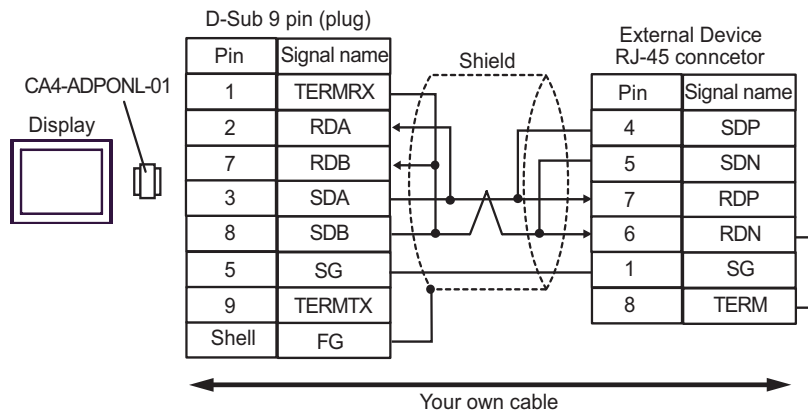 D-Sub 9 pin (plug)
Pin Signal name
1 TERMRX
2 RDA
7 RDB
3 SDA
8 SDB
5 SG
9 TERMTX
Shell FG
CA4-ADPONL-01
Display
Shield
External Device
RJ-45 conncetor
Pin Signal name
4 SDP
5 SDN
7 RDP
6 RDN
1 SG
8 TERM
Your own cable